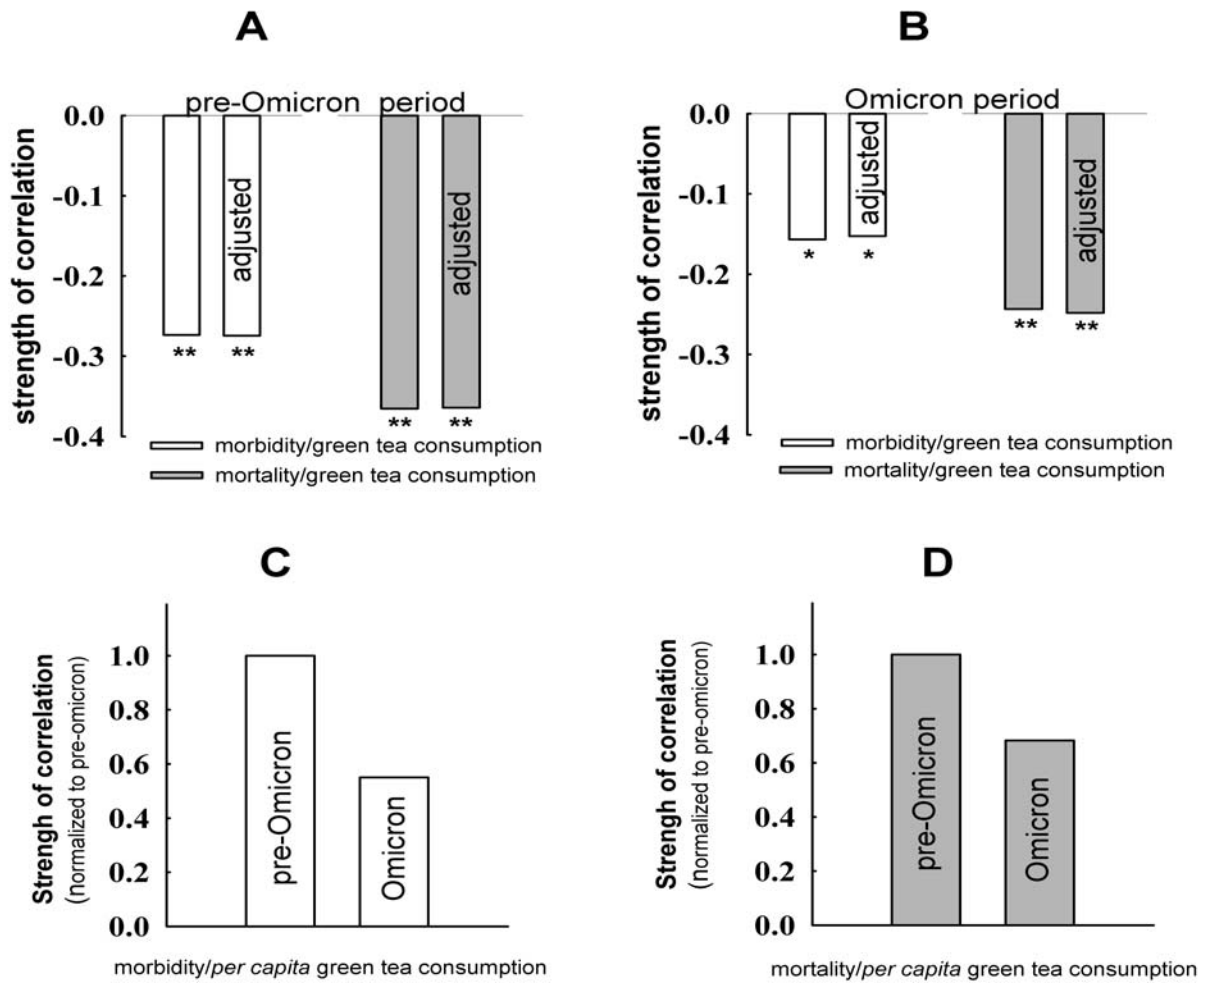 A
pre-Omicron period
0.0
-0.1
-0.2
-0.3
-0.4
strength of correlation
adjusted
adjusted
**
**
**
**
morbidity/green tea consumption
mortality/green tea consumption
B
Omicron period
0.0
-0.1
-0.2
-0.3
-0.4
strength of correlation
adjusted
adjusted
*
*
**
**
morbidity/green tea consumption
mortality/green tea consumption
C
Strengh of correlation
(normalized to pre-omicron)
1.0
0.8
0.6
0.4
0.2
0.0
pre-Omicron
Omicron
morbidity/per capita green tea consumption
D
Strengh of correlation
(normalized to pre-omicron)
1.0
0.8
0.6
0.4
0.2
0.0
pre-Omicron
Omicron
mortality/per capita green tea consumption